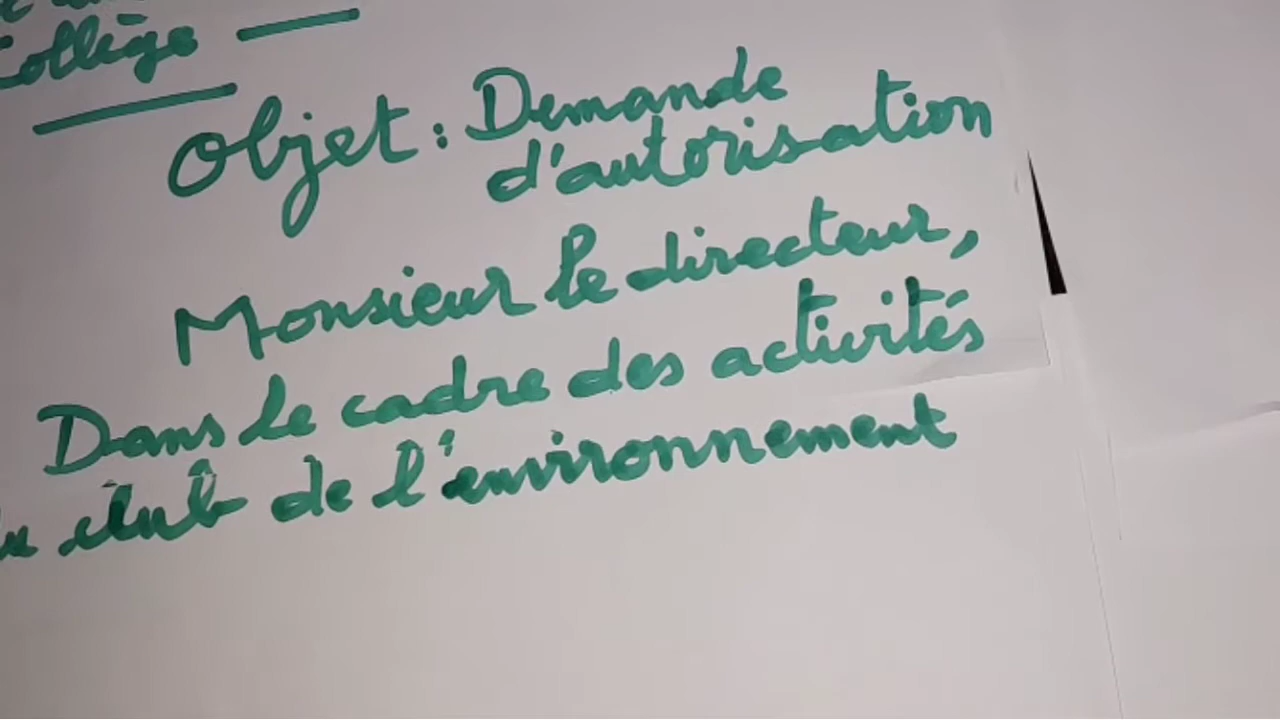 Collège
Objet : Demande
d'autorisation
Monsieur le directeur,
Dans le cadre des activités
club de l'environnement